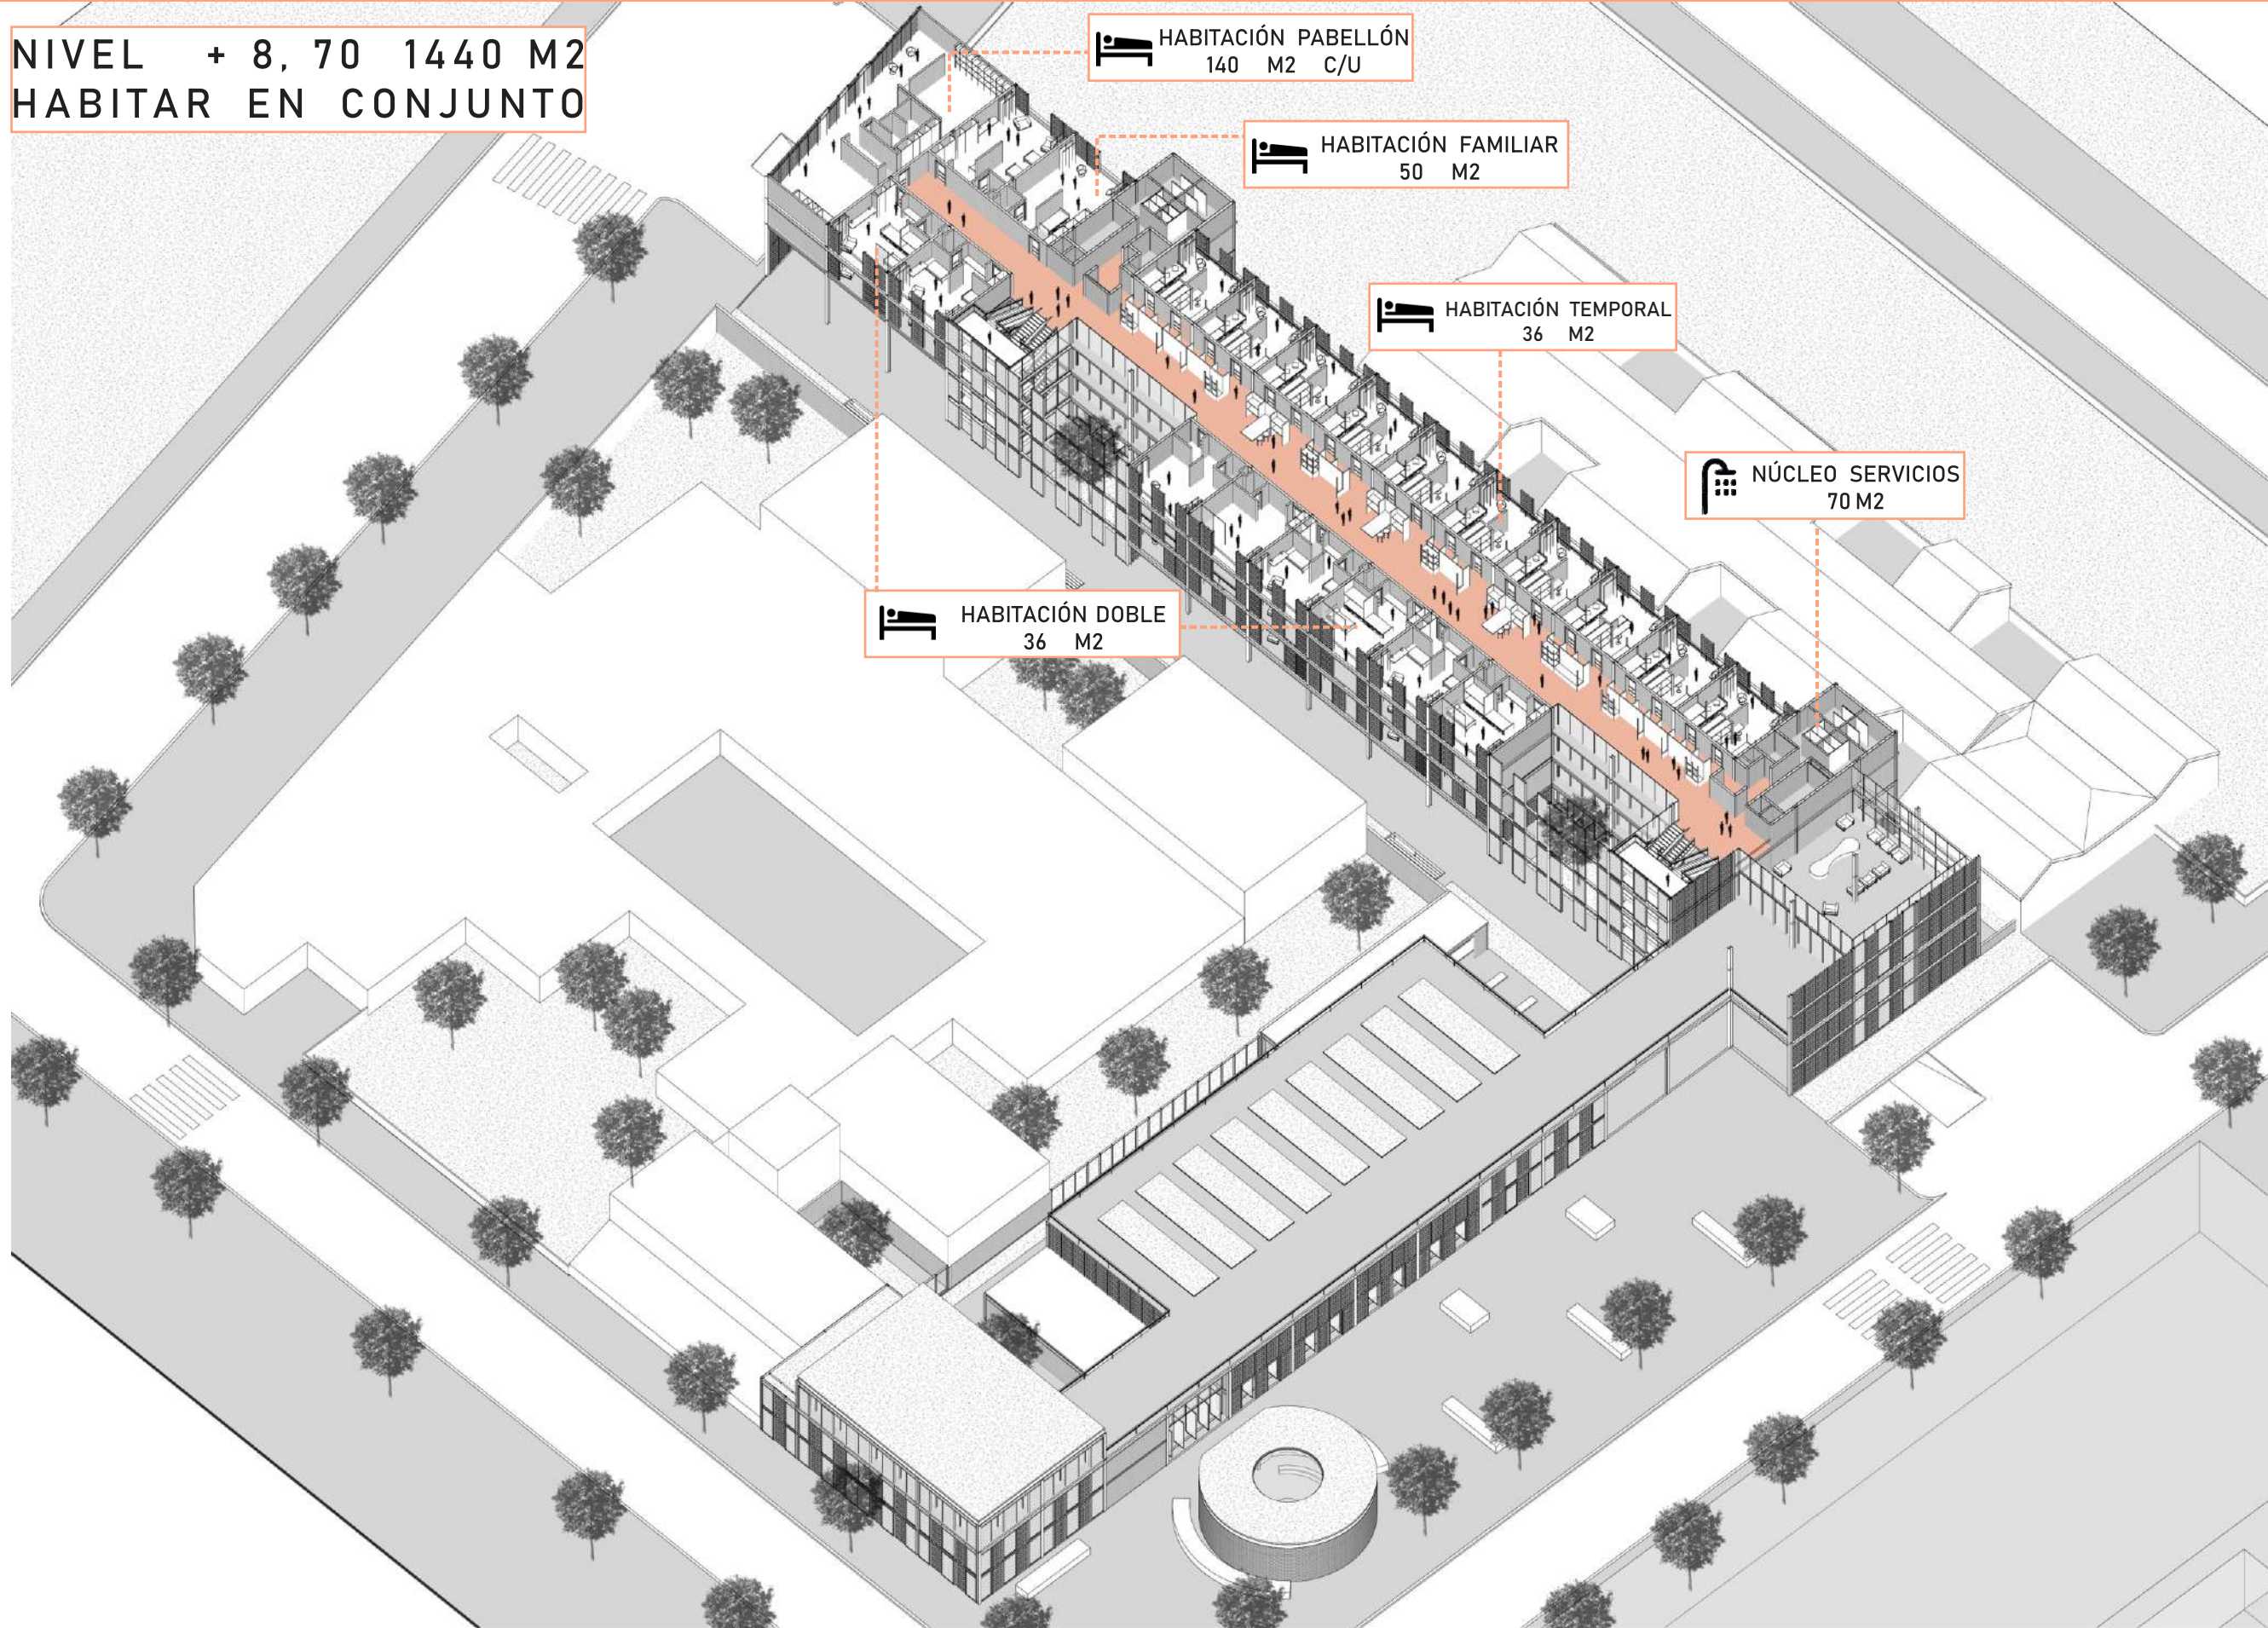 NIVEL + 8, 70 1440 M2
HABITAR EN CONJUNTO
HABITACIÓN PABELLÓN
140 M2 C/U
HABITACIÓN FAMILIAR
50 M2
HABITACIÓN TEMPORAL
36 M2
NÚCLEO SERVICIOS
70 M2
HABITACIÓN DOBLE
36 M2